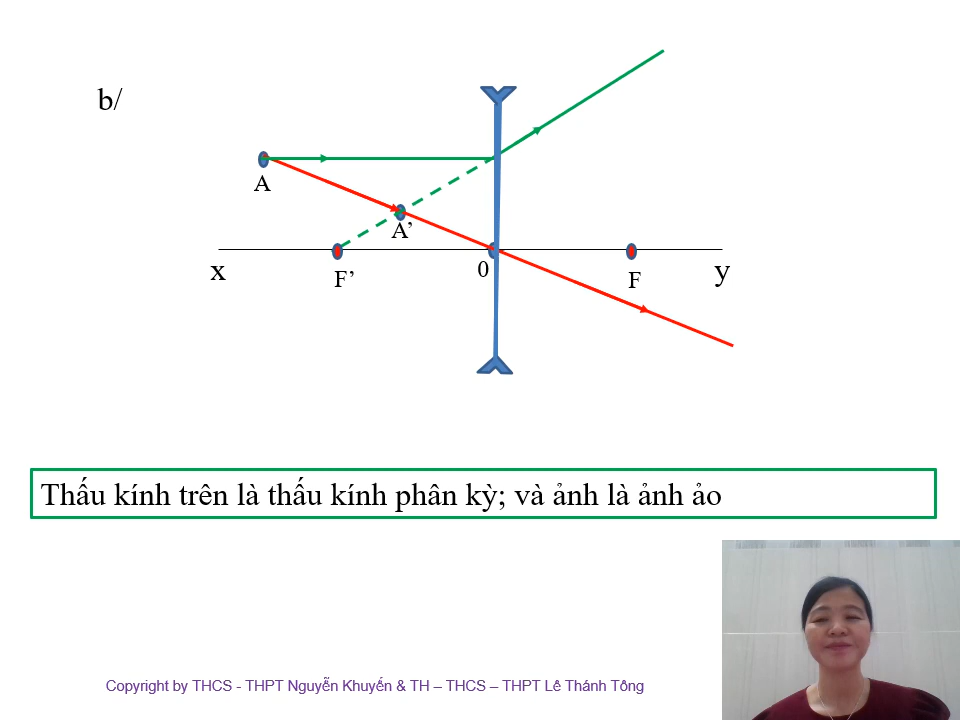 b/
A
A’
x
F’
0
F
y
Thấu kính trên là thấu kính phân kỳ; và ảnh là ảnh ảo
Copyright by THCS - THPT Nguyễn Khuyến & TH – THCS – THPT Lê Thánh Tông